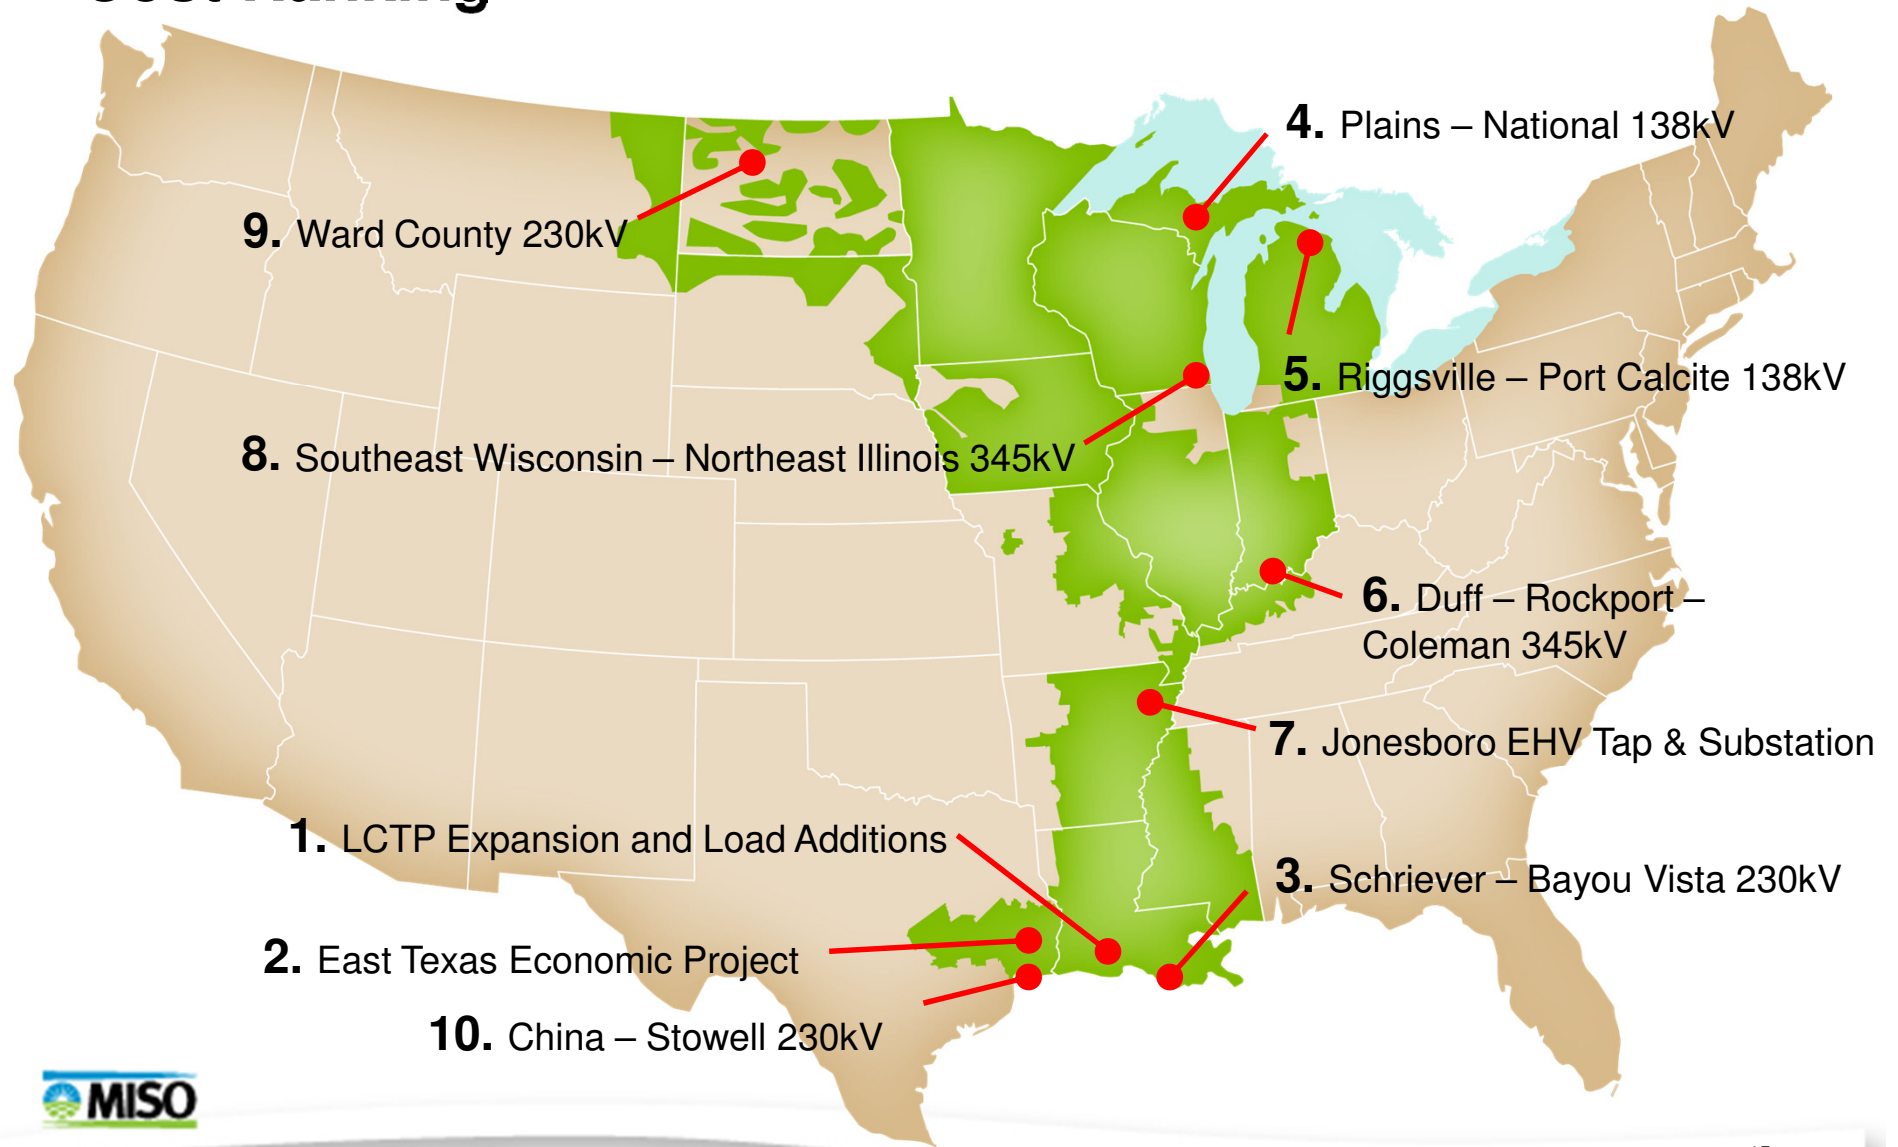 Cost Ranking
4. Plains – National 138kV
9. Ward County 230kV
5. Riggsville – Port Calcite 138kV
8. Southeast Wisconsin – Northeast Illinois 345kV
6. Duff – Rockport –
Coleman 345kV
7. Jonesboro EHV Tap & Substation
1. LCTP Expansion and Load Additions
3. Schriever – Bayou Vista 230kV
2. East Texas Economic Project
10. China – Stowell 230kV
MISO